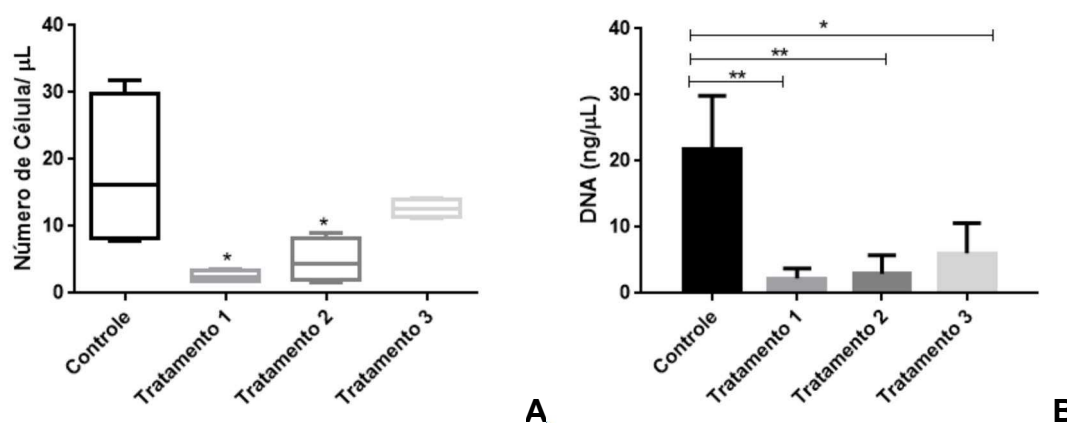 Número de Célula/ μL
40
30
20
10
0
*
*
Controle
Tratamento 1
Tratamento 2
Tratamento 3
A
DNA (ng/μL)
40
30
20
10
0
*
**
**
Controle
Tratamento 1
Tratamento 2
Tratamento 3
B